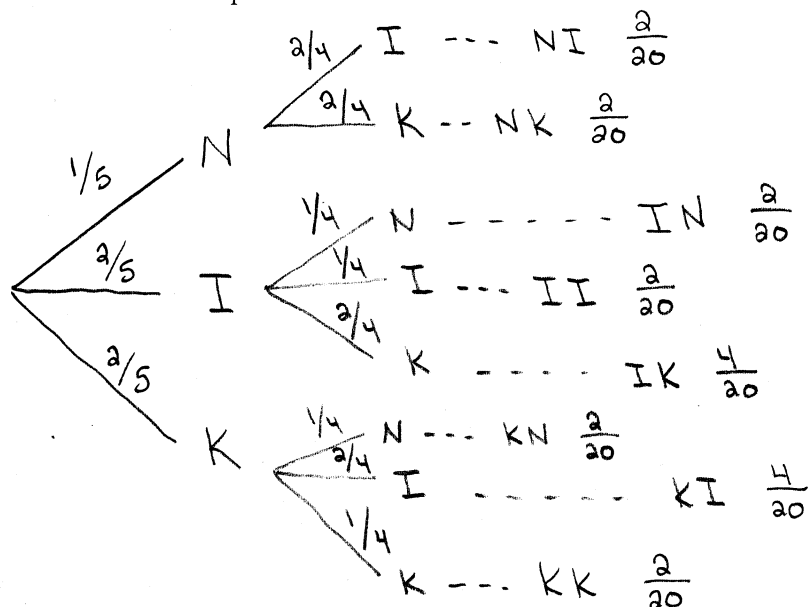 2/4 I --- NI 2/20
2/4 K -- NK 2/20
1/5 N
1/4 N ------ IN 2/20
2/5 I 1/4 I --- II 2/20
2/4 K ----- IK 4/20
2/5 K
1/4 N --- KN 2/20
2/4 I ------ KI 4/20
1/4 K --- KK 2/20